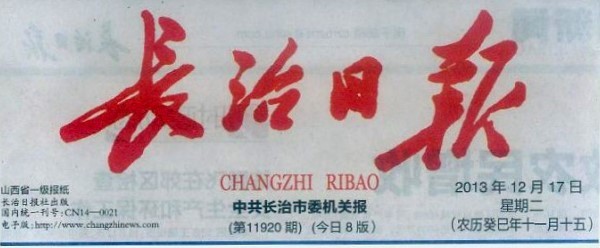 长治日报
CHANGZHI RIBAO
山西省一级报纸
长治日报社出版
国内统一刊号:CN14—0021
电子版:http://www.changzhinews.com
中共长治市委机关报
(第11920期)(今日8版)
2013年12月17日
星期二
(农历癸巳年十一月十五)